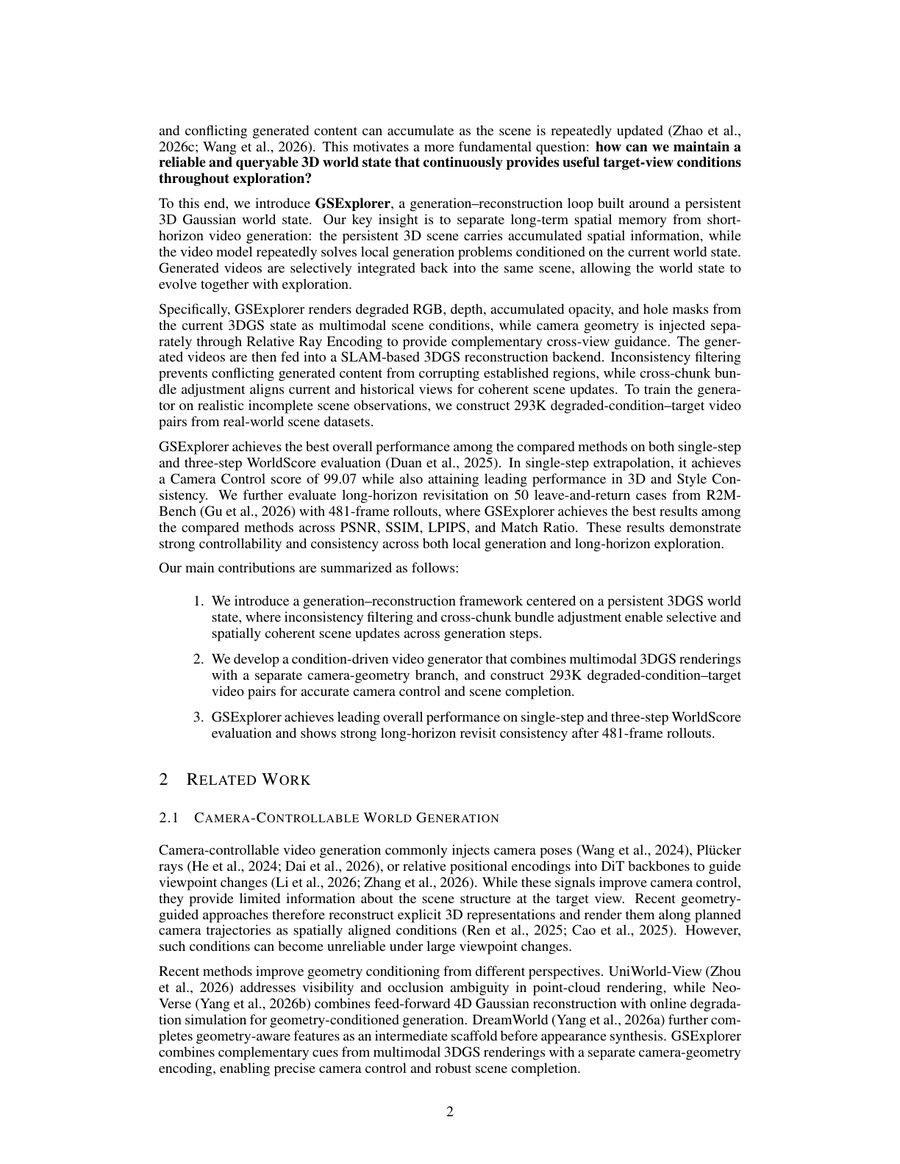 and conflicting generated content can accumulate as the scene is repeatedly updated (Zhao et al.,
2026c; Wang et al., 2026). This motivates a more fundamental question: how can we maintain a
reliable and queryable 3D world state that continuously provides useful target-view conditions
throughout exploration?
To this end, we introduce GSExplorer, a generation–reconstruction loop built around a persistent
3D Gaussian world state. Our key insight is to separate long-term spatial memory from short-
horizon video generation: the persistent 3D scene carries accumulated spatial information, while
the video model repeatedly solves local generation problems conditioned on the current world state.
Generated videos are selectively integrated back into the same scene, allowing the world state to
evolve together with exploration.
Specifically, GSExplorer renders degraded RGB, depth, accumulated opacity, and hole masks from
the current 3DGS state as multimodal scene conditions, while camera geometry is injected sepa-
rately through Relative Ray Encoding to provide complementary cross-view guidance. The gener-
ated videos are then fed into a SLAM-based 3DGS reconstruction backend. Inconsistency filtering
prevents conflicting generated content from corrupting established regions, while cross-chunk bun-
dle adjustment aligns current and historical views for coherent scene updates. To train the genera-
tor on realistic incomplete scene observations, we construct 293K degraded-condition–target video
pairs from real-world scene datasets.
GSExplorer achieves the best overall performance among the compared methods on both single-step
and three-step WorldScore evaluation (Duan et al., 2025). In single-step extrapolation, it achieves
a Camera Control score of 99.07 while also attaining leading performance in 3D and Style Con-
sistency. We further evaluate long-horizon revisitation on 50 leave-and-return cases from R2M-
Bench (Gu et al., 2026) with 481-frame rollouts, where GSExplorer achieves the best results among
the compared methods across PSNR, SSIM, LPIPS, and Match Ratio. These results demonstrate
strong controllability and consistency across both local generation and long-horizon exploration.
Our main contributions are summarized as follows:
1. We introduce a generation–reconstruction framework centered on a persistent 3DGS world
state, where inconsistency filtering and cross-chunk bundle adjustment enable selective and
spatially coherent scene updates across generation steps.
2. We develop a condition-driven video generator that combines multimodal 3DGS renderings
with a separate camera-geometry branch, and construct 293K degraded-condition–target
video pairs for accurate camera control and scene completion.
3. GSExplorer achieves leading overall performance on single-step and three-step WorldScore
evaluation and shows strong long-horizon revisit consistency after 481-frame rollouts.
2 RELATED WORK
2.1 CAMERA-CONTROLLABLE WORLD GENERATION
Camera-controllable video generation commonly injects camera poses (Wang et al., 2024), Plücker
rays (He et al., 2024; Dai et al., 2026), or relative positional encodings into DiT backbones to guide
viewpoint changes (Li et al., 2026; Zhang et al., 2026). While these signals improve camera control,
they provide limited information about the scene structure at the target view. Recent geometry-
guided approaches therefore reconstruct explicit 3D representations and render them along planned
camera trajectories as spatially aligned conditions (Ren et al., 2025; Cao et al., 2025). However,
such conditions can become unreliable under large viewpoint changes.
Recent methods improve geometry conditioning from different perspectives. UniWorld-View (Zhou
et al., 2026) addresses visibility and occlusion ambiguity in point-cloud rendering, while Neo-
Verse (Yang et al., 2026b) combines feed-forward 4D Gaussian reconstruction with online degrada-
tion simulation for geometry-conditioned generation. DreamWorld (Yang et al., 2026a) further com-
pletes geometry-aware features as an intermediate scaffold before appearance synthesis. GSExplorer
combines complementary cues from multimodal 3DGS renderings with a separate camera-geometry
encoding, enabling precise camera control and robust scene completion.
2